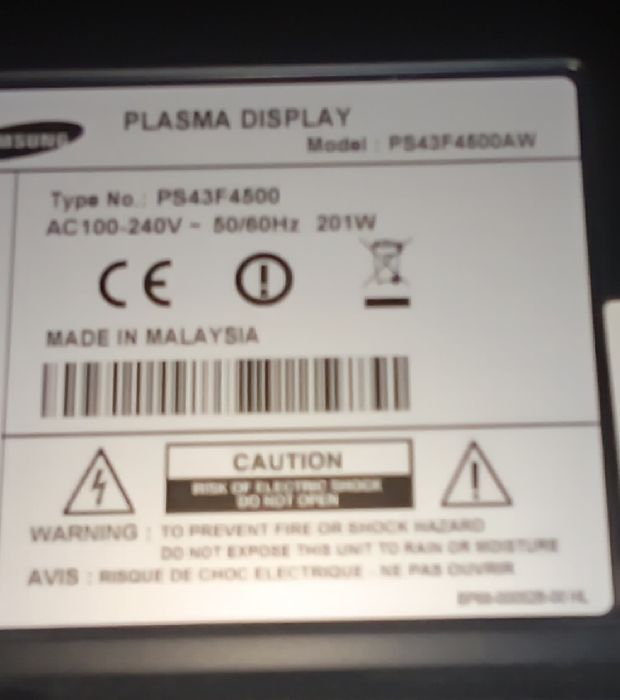 PLASMA DISPLAY
Model : PS43F4500AW
Type No.: PS43F4500
AC100-240V ~ 50/60Hz 201W
CE
MADE IN MALAYSIA
CAUTION
RISK OF ELECTRIC SHOCK
DO NOT OPEN
WARNING : TO PREVENT FIRE OR SHOCK HAZARD
DO NOT EXPOSE THIS UNIT TO RAIN OR MOISTURE
AVIS : RISQUE DE CHOC ELECTRIQUE - NE PAS OUVRIR